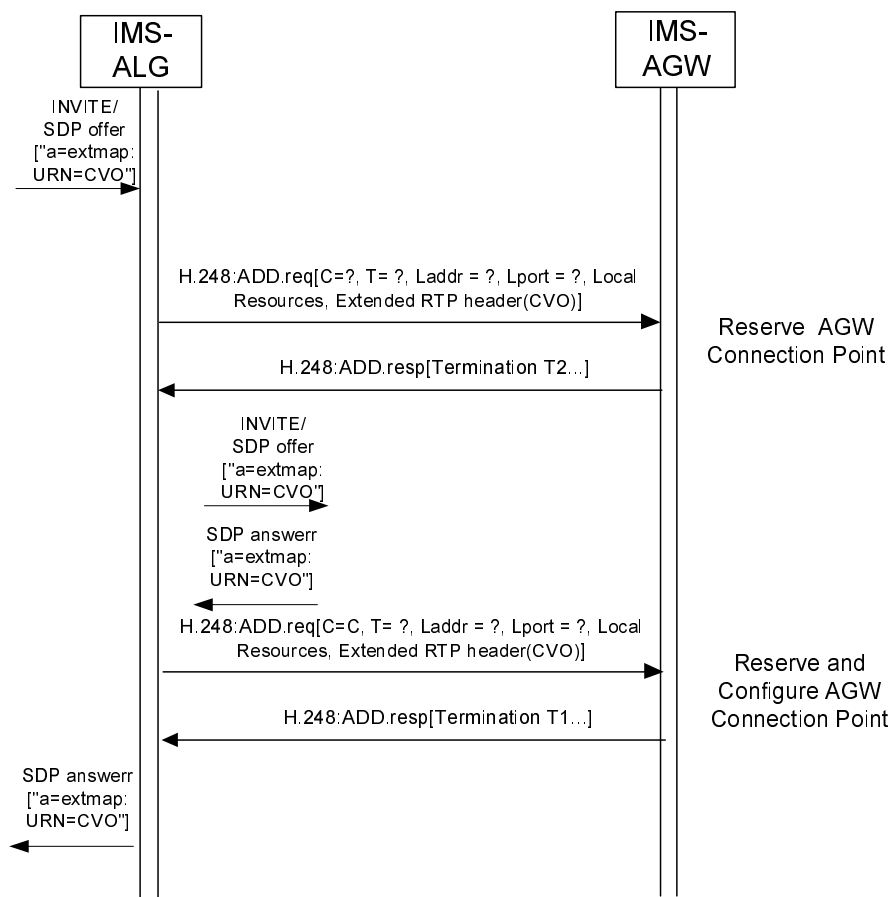 IMS-
ALG
IMS-
AGW
INVITE/
SDP offer
["a=extmap:
URN=CVO"]
H.248:ADD.req[C=?, T= ?, Laddr = ?, Lport = ?, Local
Resources, Extended RTP header(CVO)]
Reserve AGW
Connection Point
H.248:ADD.resp[Termination T2...]
INVITE/
SDP offer
["a=extmap:
URN=CVO"]
SDP answerr
["a=extmap:
URN=CVO"]
H.248:ADD.req[C=C, T= ?, Laddr = ?, Lport = ?, Local
Resources, Extended RTP header(CVO)]
Reserve and
Configure AGW
Connection Point
H.248:ADD.resp[Termination T1...]
SDP answerr
["a=extmap:
URN=CVO"]